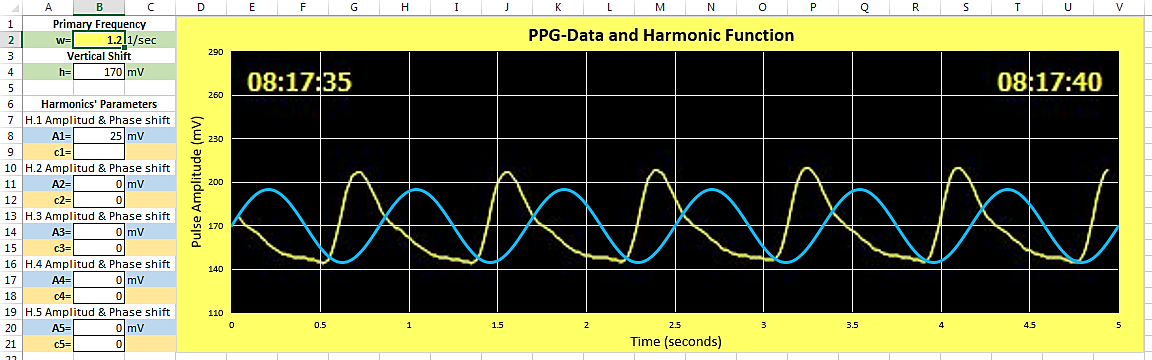 A B C D E F G H I J K L M N O P Q R S T U V
1 Primary Frequency
2 w= 1.2 1/sec
3 Vertical Shift
4 h= 170 mV
5
6 Harmonics' Parameters
7 H.1 Amplitud & Phase shift
8 A1= 25 mV
9 c1=
10 H.2 Amplitud & Phase shift
11 A2= 0 mV
12 c2= 0
13 H.3 Amplitud & Phase shift
14 A3= 0 mV
15 c3= 0
16 H.4 Amplitud & Phase shift
17 A4= 0 mV
18 c4= 0
19 H.5 Amplitud & Phase shift
20 A5= 0 mV
21 c5= 0
22
PPG-Data and Harmonic Function
08:17:35 08:17:40
Pulse Amplitude (mV)
290
260
230
200
170
140
110
0 0.5 1 1.5 2 2.5 3 3.5 4 4.5 5
Time (seconds)